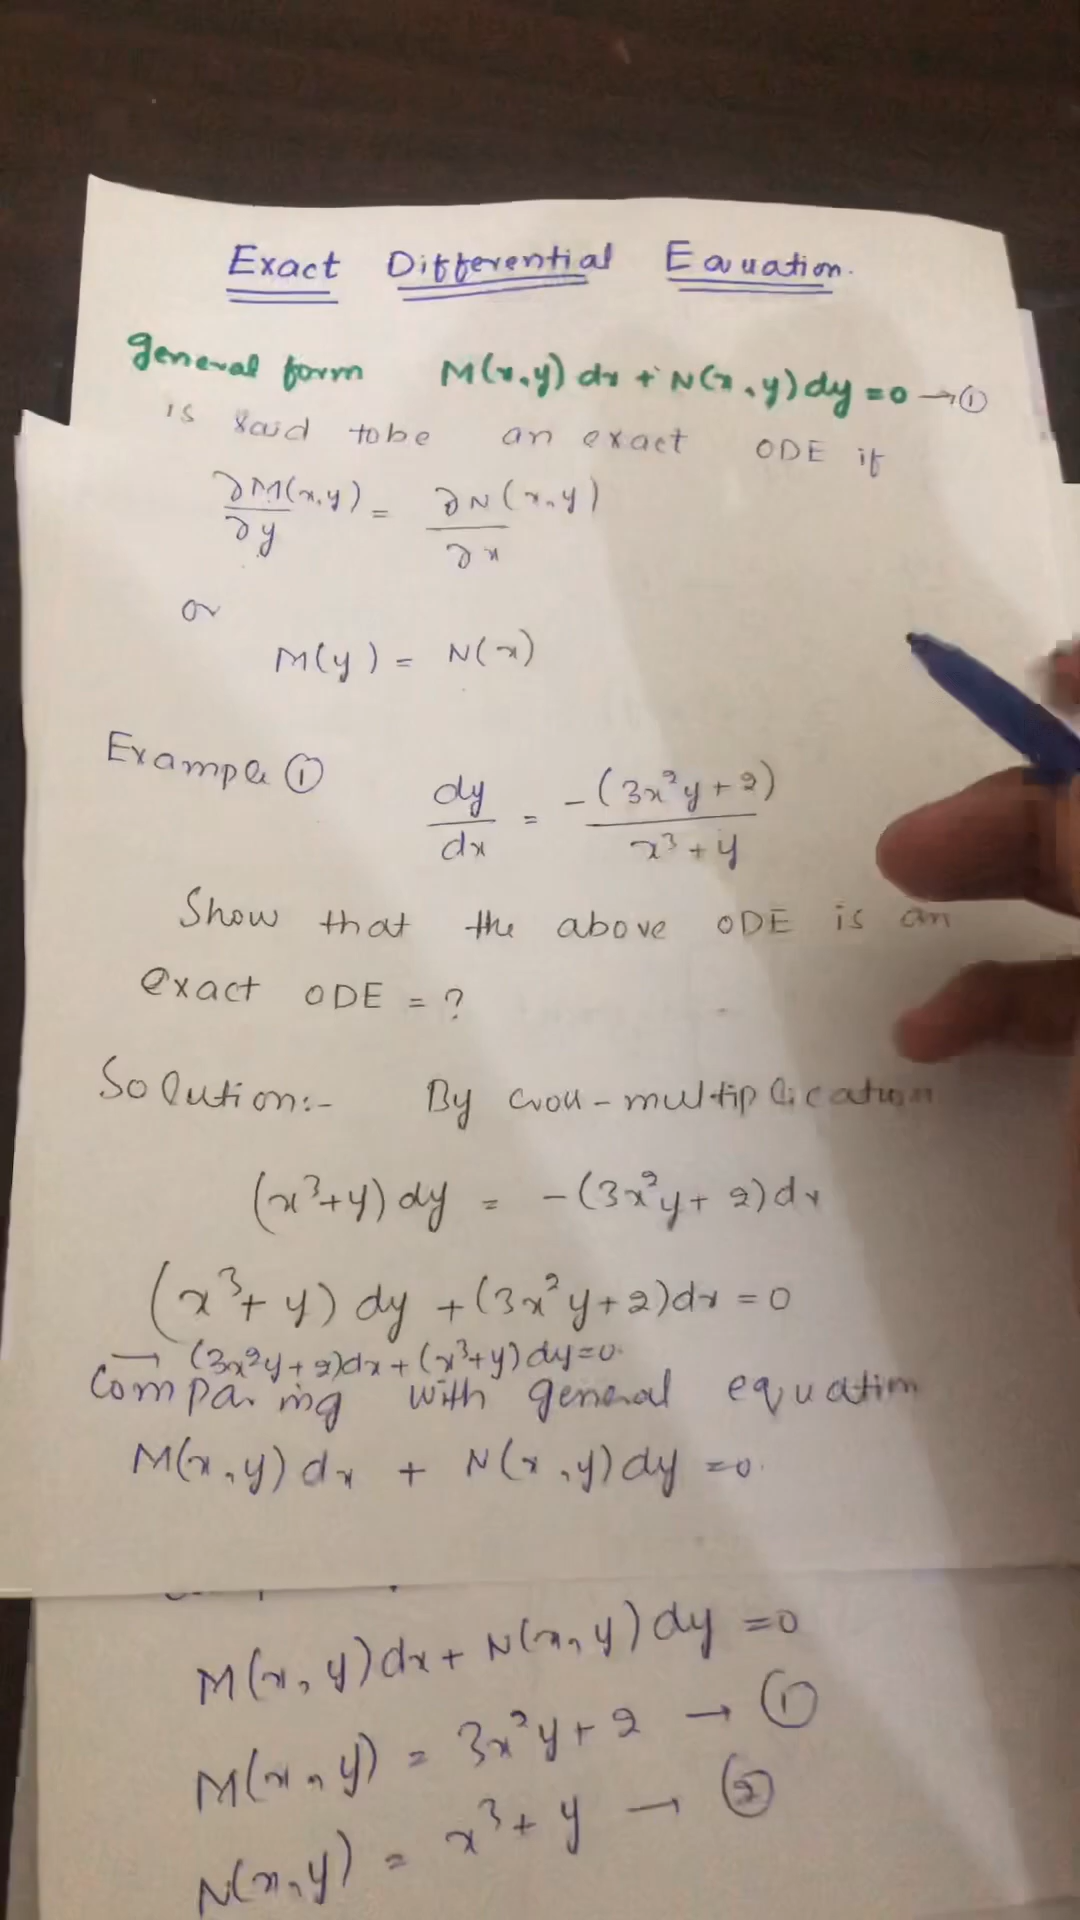 Exact Differential Equation.
general form M(x,y) dx + N(x,y) dy = 0 → ①
is said to be an exact ODE if
∂M(x,y)/∂y = ∂N(x,y)/∂x
or
M(y) = N(x)
Example ① dy/dx = -(3x²y+2)/x³+y
Show that the above ODE is an
exact ODE = ?
Solution:- By cross-multiplication
(x³+y) dy = -(3x²y+2)dx
(x³+y) dy + (3x²y+2)dx = 0
→ (3x²y+2)dx + (x³+y) dy = 0.
Comparing with general equation
M(x,y) dx + N(x,y) dy = 0.
M(x,y) dx + N(x,y) dy = 0
M(x,y) = 3x²y+2 → ①
N(x,y) = x³+y → ②